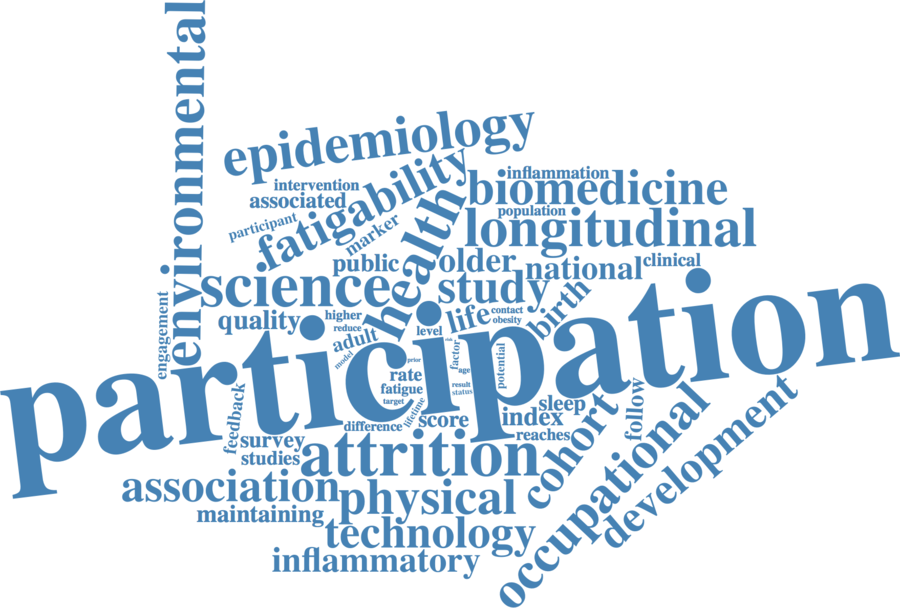 environmental
epidemiology
intervention
inflammation
associated
biomedicine
fatigability
participant
population
marker
longitudinal
healthy
public
older
national
clinical
science
study
engagement
quality
higher
reduce
level
life
contact
obesity
birth
adult
model
participation
prior
factor
age
potential
rate
fatigue
target
result
status
lifetime
difference
score
index
sleep
reaches
follow
feedback
survey
studies
attrition
cohort
occupational
development
association
physical
maintaining
technology
inflammatory